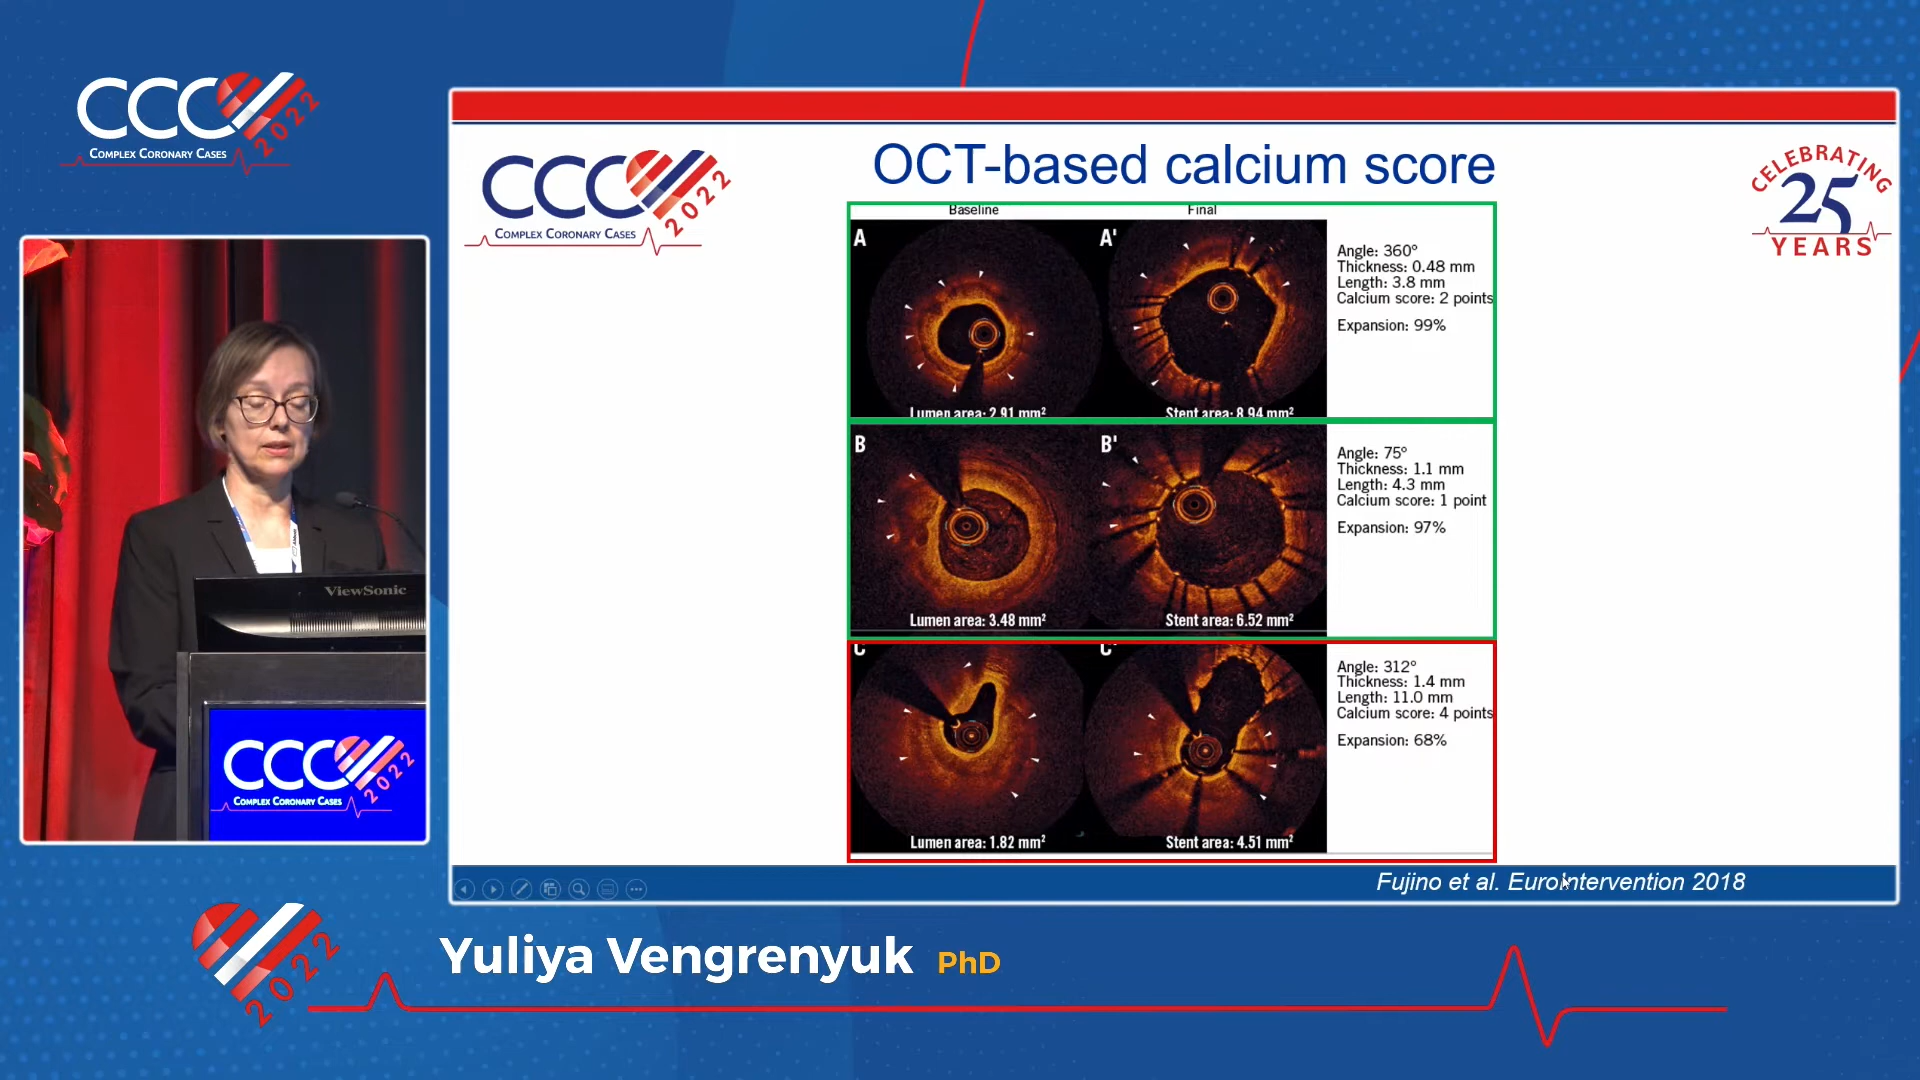 CCC
2022
COMPLEX CORONARY CASES
CCC
2022
COMPLEX CORONARY CASES
OCT-based calcium score
CELEBRATING
25
YEARS
Baseline
Final
A
A'
Angle: 360°
Thickness: 0.48 mm
Length: 3.8 mm
Calcium score: 2 points
Expansion: 99%
Lumen area: 2.91 mm²
Stent area: 8.94 mm²
B
B'
Angle: 75°
Thickness: 1.1 mm
Length: 4.3 mm
Calcium score: 1 point
Expansion: 97%
Lumen area: 3.48 mm²
Stent area: 6.52 mm²
C
C'
Angle: 312°
Thickness: 1.4 mm
Length: 11.0 mm
Calcium score: 4 points
Expansion: 68%
Lumen area: 1.82 mm²
Stent area: 4.51 mm²
Fujino et al. EuroIntervention 2018
ViewSonic
CCC
2022
COMPLEX CORONARY CASES
2022
Yuliya Vengrenyuk PhD